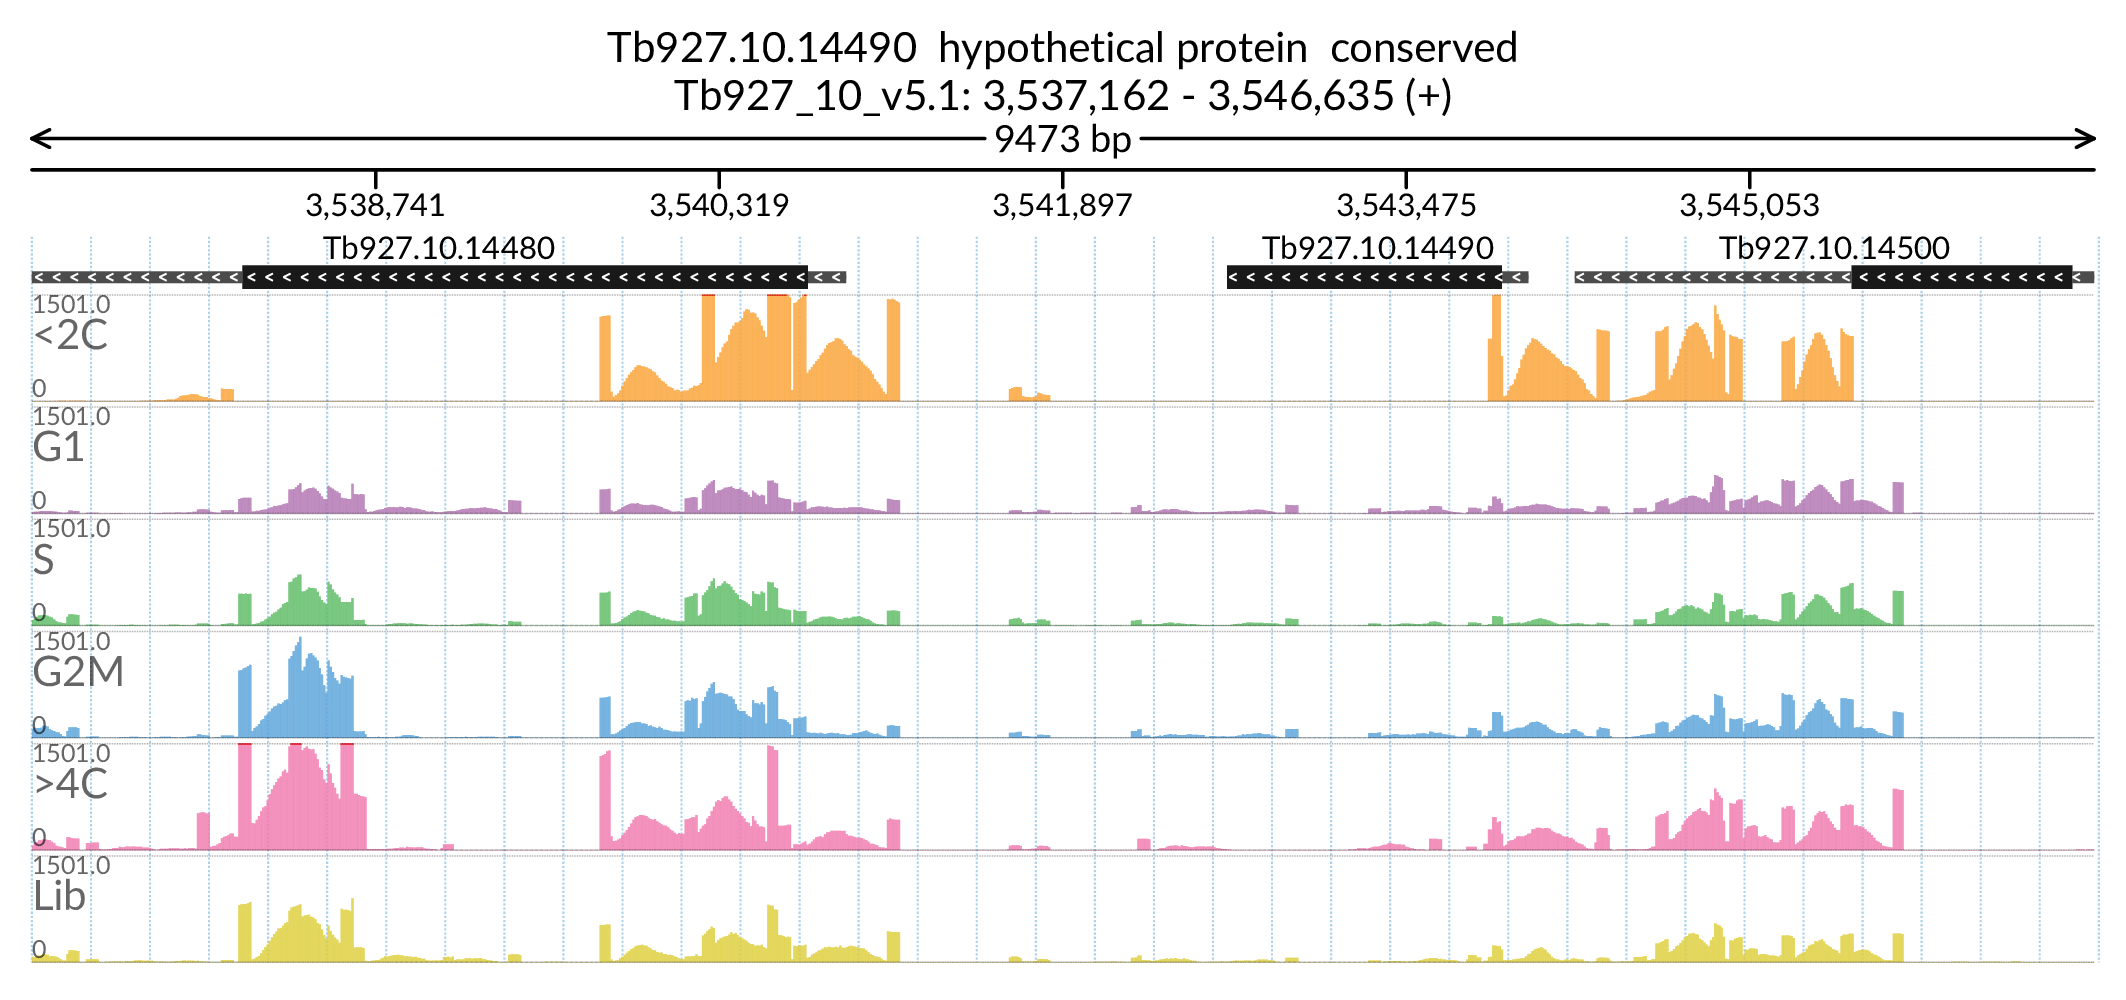 Tb927.10.14490  hypothetical protein  conserved
Tb927_10_v5.1: 3,537,162 - 3,546,635 (+)
9473 bp
3,538,741 3,540,319 3,541,897 3,543,475 3,545,053
Tb927.10.14480 Tb927.10.14490 Tb927.10.14500
1501.0
<2C
0
1501.0
G1
0
1501.0
S
0
1501.0
G2M
0
1501.0
>4C
0
1501.0
Lib
0